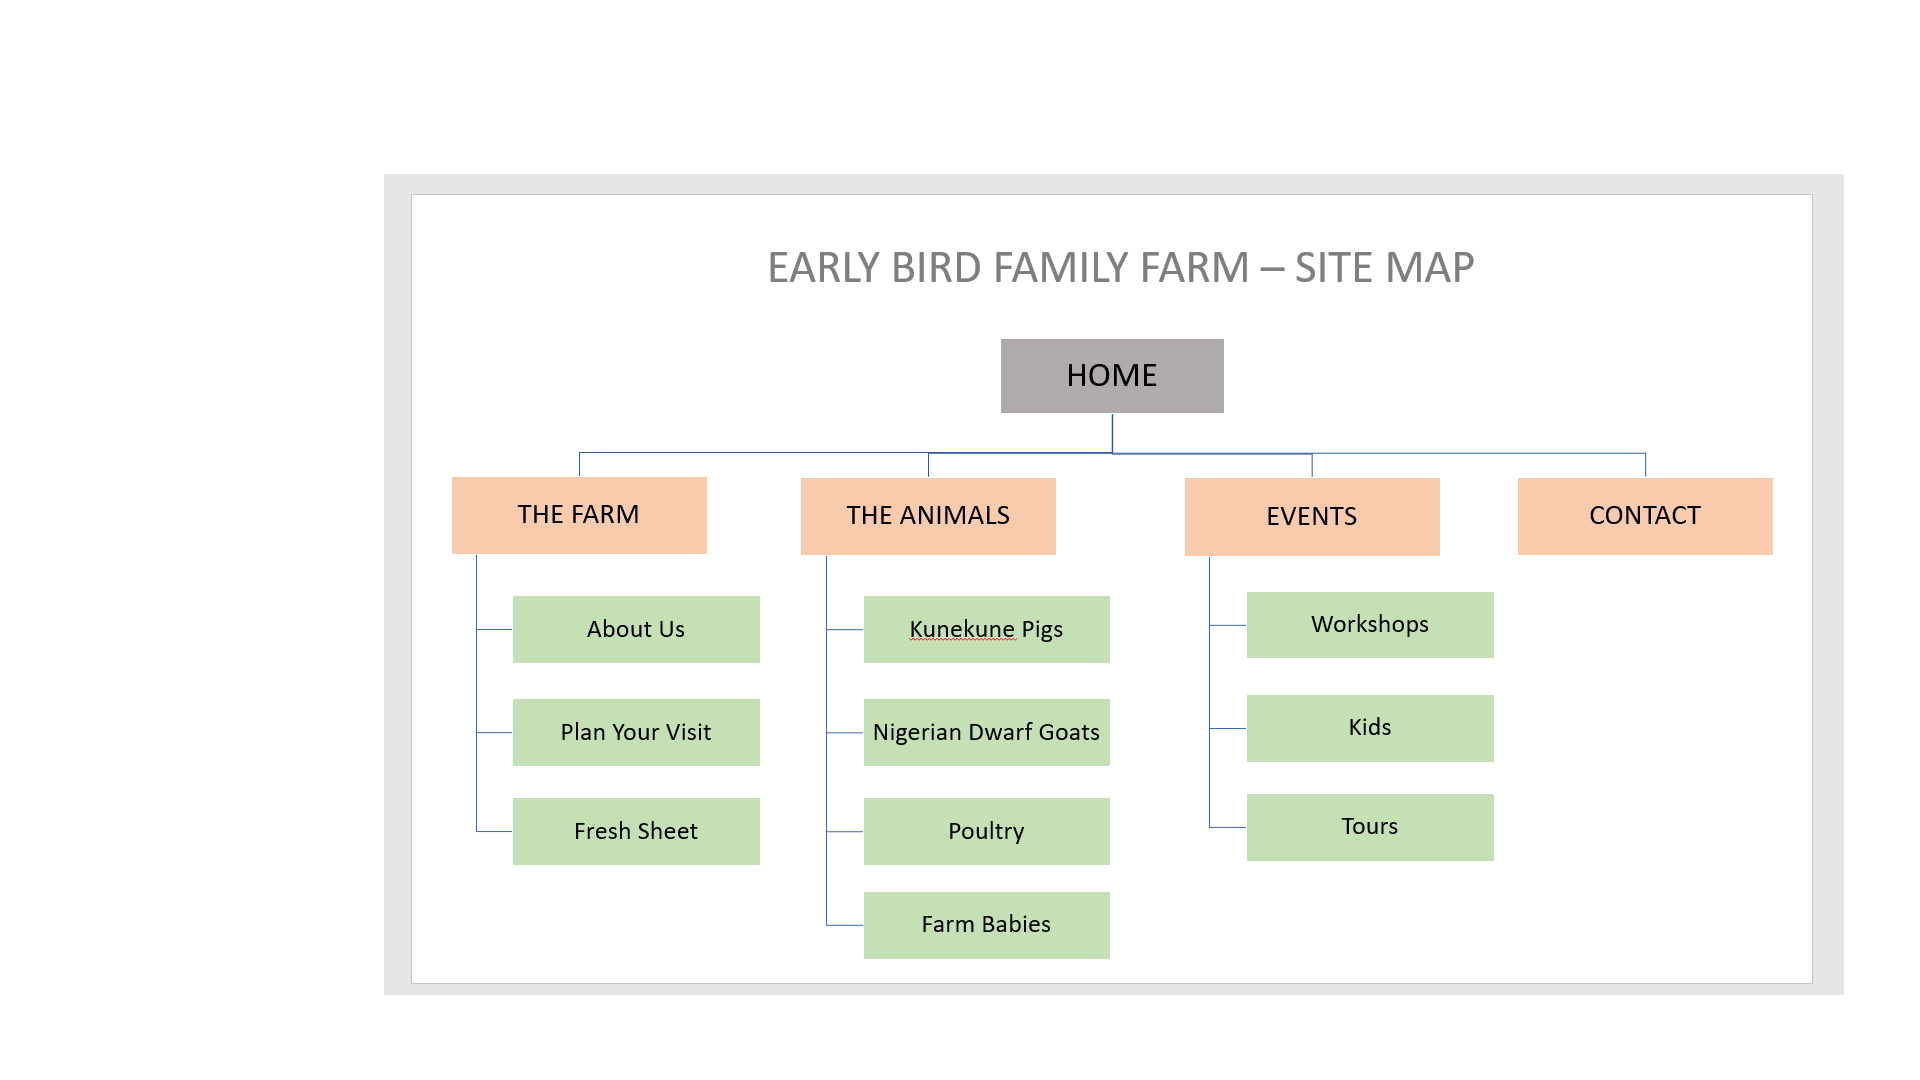 EARLY BIRD FAMILY FARM – SITE MAP
HOME
THE FARM
THE ANIMALS
EVENTS
CONTACT
About Us
Plan Your Visit
Fresh Sheet
Kunekune Pigs
Nigerian Dwarf Goats
Poultry
Farm Babies
Workshops
Kids
Tours